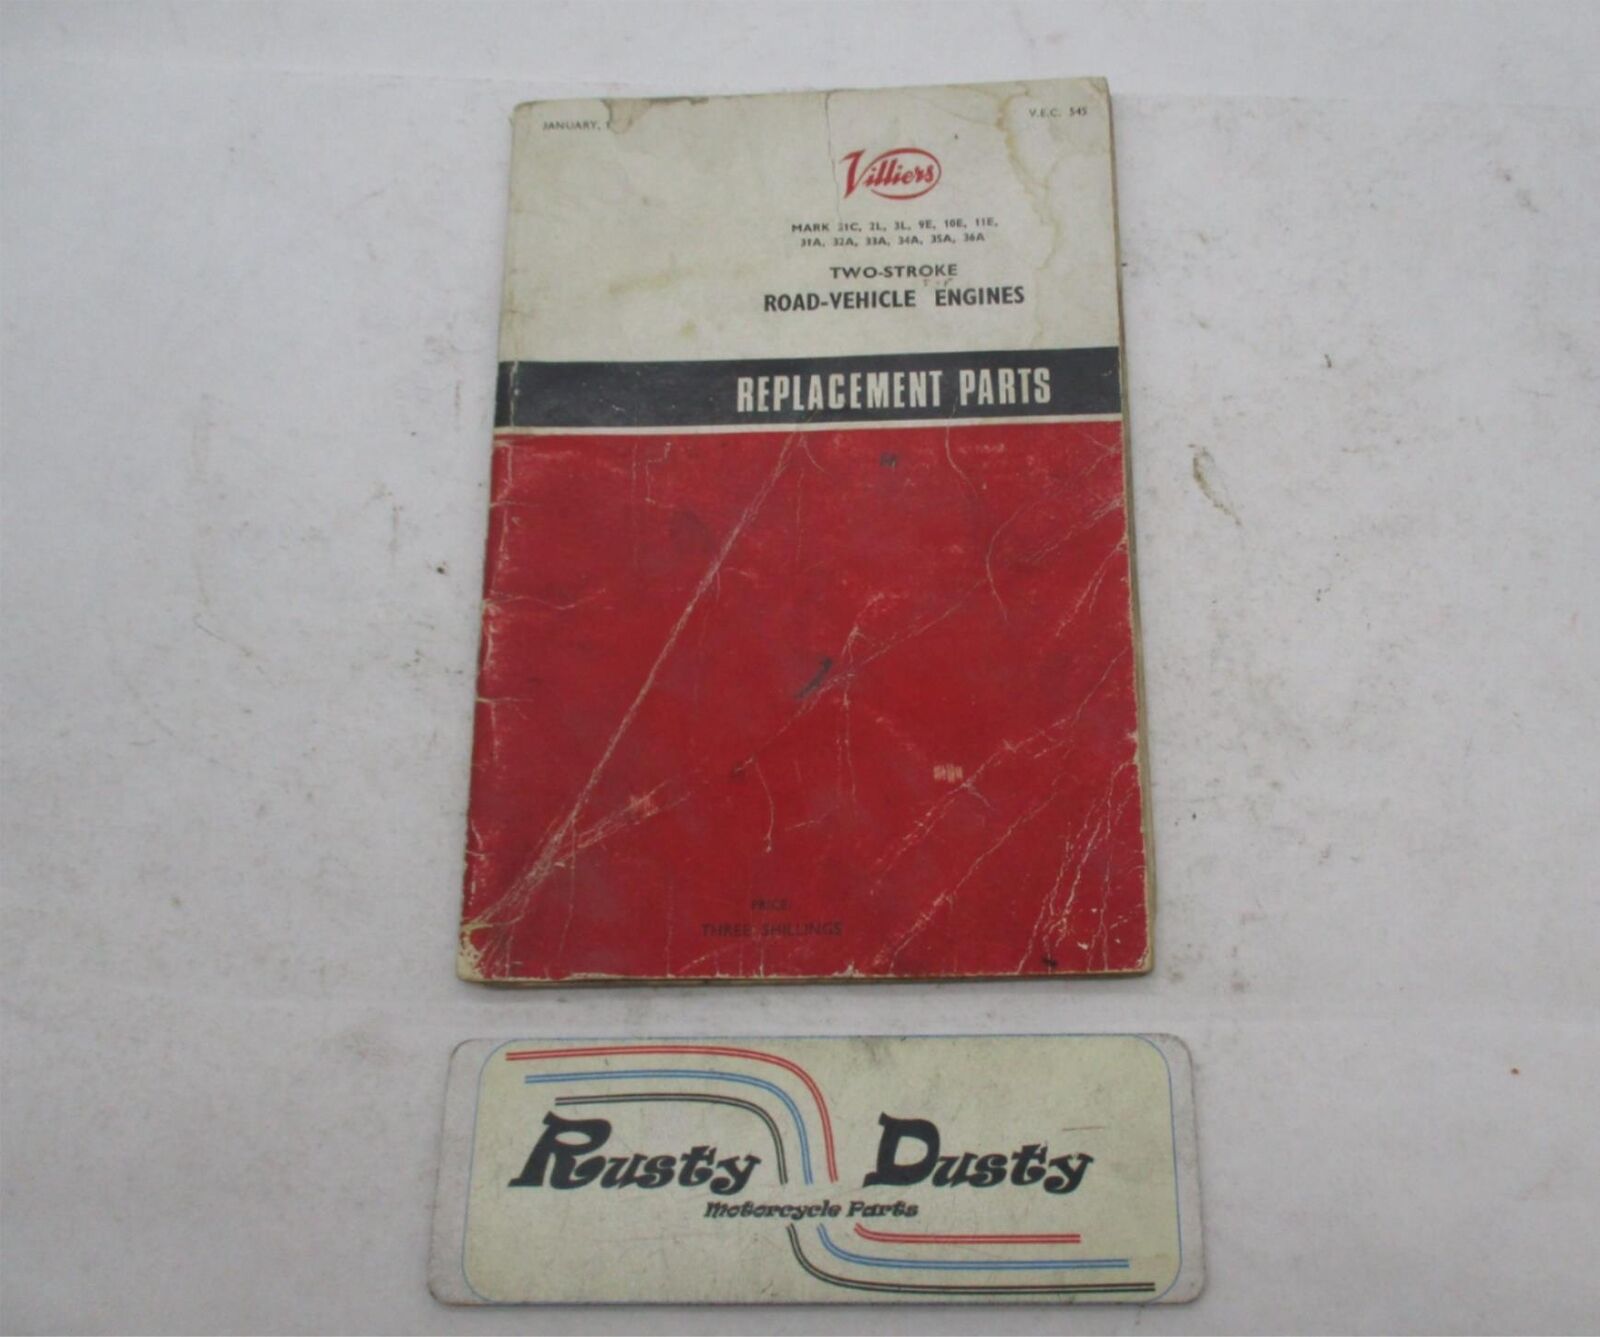 JANUARY, 1
V.E.C. 545
Villiers
MARK 31C, 2L, 3L, 9E, 10E, 11E,
31A, 32A, 33A, 34A, 35A, 36A
TWO-STROKE
ROAD-VEHICLE ENGINES
REPLACEMENT PARTS
PRICE
THREE SHILLINGS
Rusty Dusty
Motorcycle Parts